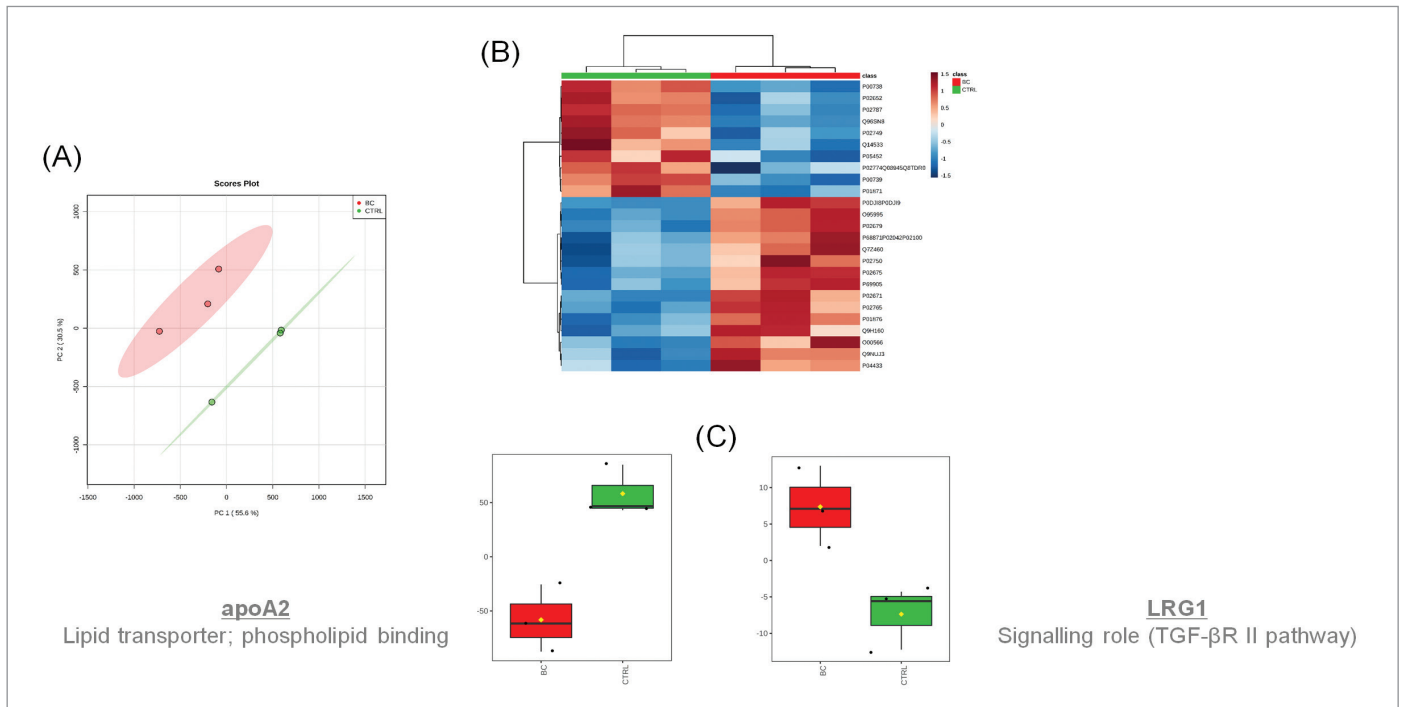 (B)
class
1.5
1
0.5
0
-0.5
-1
-1.5
class
BC
CTRL
P00738
P02652
P02787
Q96SN8
P02749
Q14533
P05452
P02774Q08945Q8TDR0
P00739
P01871
P0DJI8P0DJI9
O95995
P02679
P68871P02042P02100
Q7Z460
P02750
P02675
P69905
P02671
P02765
P01876
Q9H160
O00566
Q9NUJ3
P04433
(A)
Scores Plot
BC
CTRL
PC 2 ( 30.5 %)
1000
500
0
-500
-1000
-1500
-1000
-500
0
500
1000
1500
PC 1 ( 55.6 %)
(C)
50
0
-50
BC
CTRL
10
5
0
-5
-10
BC
CTRL
apoA2
Lipid transporter; phospholipid binding
LRG1
Signalling role (TGF-βR II pathway)